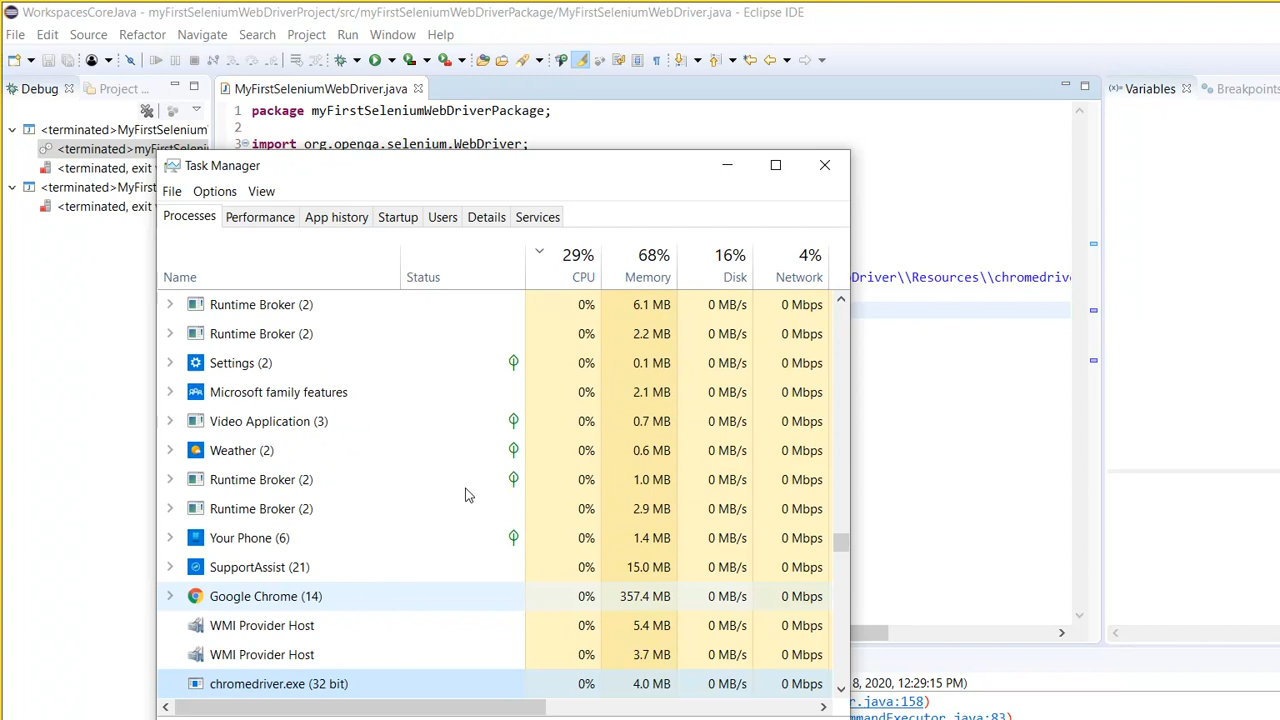 WorkspacesCoreJava - myFirstSeleniumWebDriverProject/src/myFirstSeleniumWebDriverPackage/MyFirstSeleniumWebDriver.java - Eclipse IDE
File Edit Source Refactor Navigate Search Project Run Window Help
Debug Project ...
MyFirstSeleniumWebDriver.java
(x)= Variables Breakpoints
1 package myFirstSeleniumWebDriverPackage;
2
3 import org.openqa.selenium.WebDriver;
<terminated>MyFirstSelenium
<terminated>myFirstSelenium
<terminated, exit
<terminated>MyFirst
<terminated, exit
Driver\\Resources\\chromedrive
Task Manager
File Options View
Processes Performance App history Startup Users Details Services
29% 68% 16% 4%
Name Status CPU Memory Disk Network
Runtime Broker (2) 0% 6.1 MB 0 MB/s 0 Mbps
Runtime Broker (2) 0% 2.2 MB 0 MB/s 0 Mbps
Settings (2) 0% 0.1 MB 0 MB/s 0 Mbps
Microsoft family features 0% 2.1 MB 0 MB/s 0 Mbps
Video Application (3) 0% 0.7 MB 0 MB/s 0 Mbps
Weather (2) 0% 0.6 MB 0 MB/s 0 Mbps
Runtime Broker (2) 0% 1.0 MB 0 MB/s 0 Mbps
Runtime Broker (2) 0% 2.9 MB 0 MB/s 0 Mbps
Your Phone (6) 0% 1.4 MB 0 MB/s 0 Mbps
SupportAssist (21) 0% 15.0 MB 0 MB/s 0 Mbps
Google Chrome (14) 0% 357.4 MB 0 MB/s 0 Mbps
WMI Provider Host 0% 5.4 MB 0 MB/s 0 Mbps
WMI Provider Host 0% 3.7 MB 0 MB/s 0 Mbps
chromedriver.exe (32 bit) 0% 4.0 MB 0 MB/s 0 Mbps
8, 2020, 12:29:15 PM)
r.java:158)
mmandExecutor.java:83)